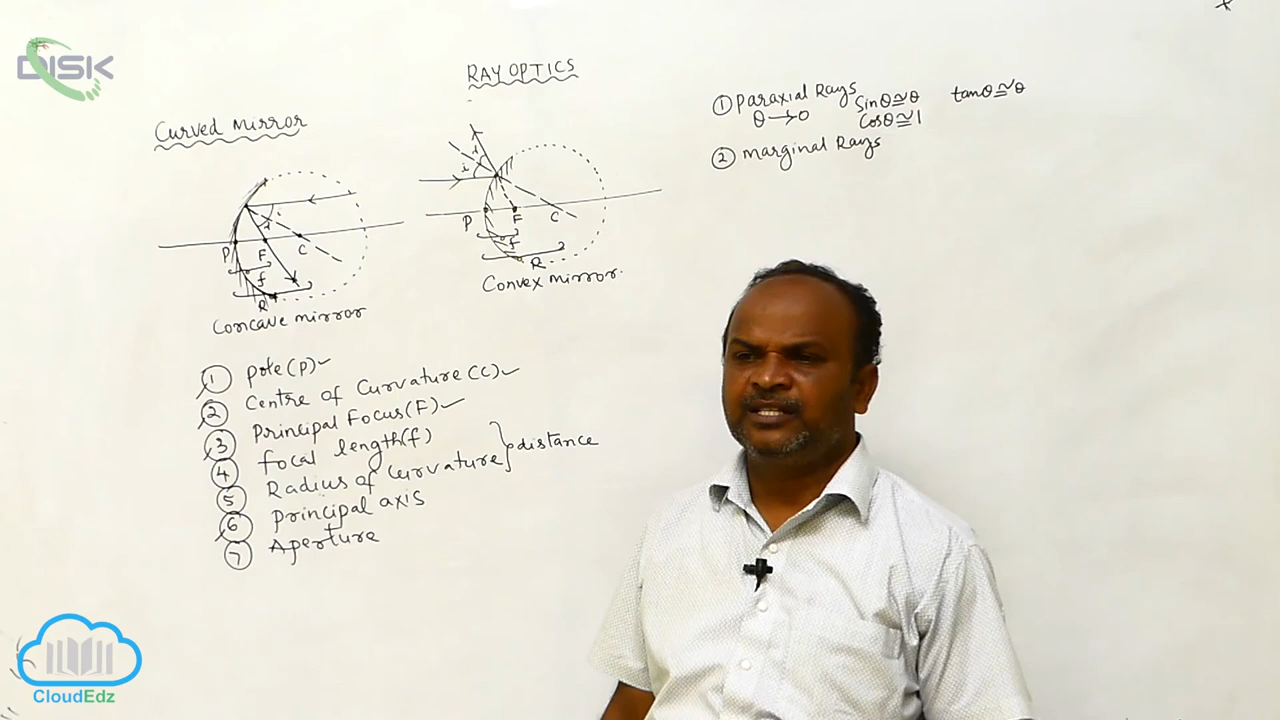 DISK
RAY OPTICS
Curved mirror
P F C
f
R
Concave mirror
i
P F C
f
R
Convex mirror.
① Paraxial Rays
θ → 0 Sinθ≅θ tanθ≅θ
Cosθ≅1
② Marginal Rays
① pole(P)✓
② Centre of Curvature(C)✓
③ Principal Focus(F)✓
④ focal length(f)
⑤ Radius of curvature } distance
⑥ Principal axis
⑦ Aperture
CloudEdz